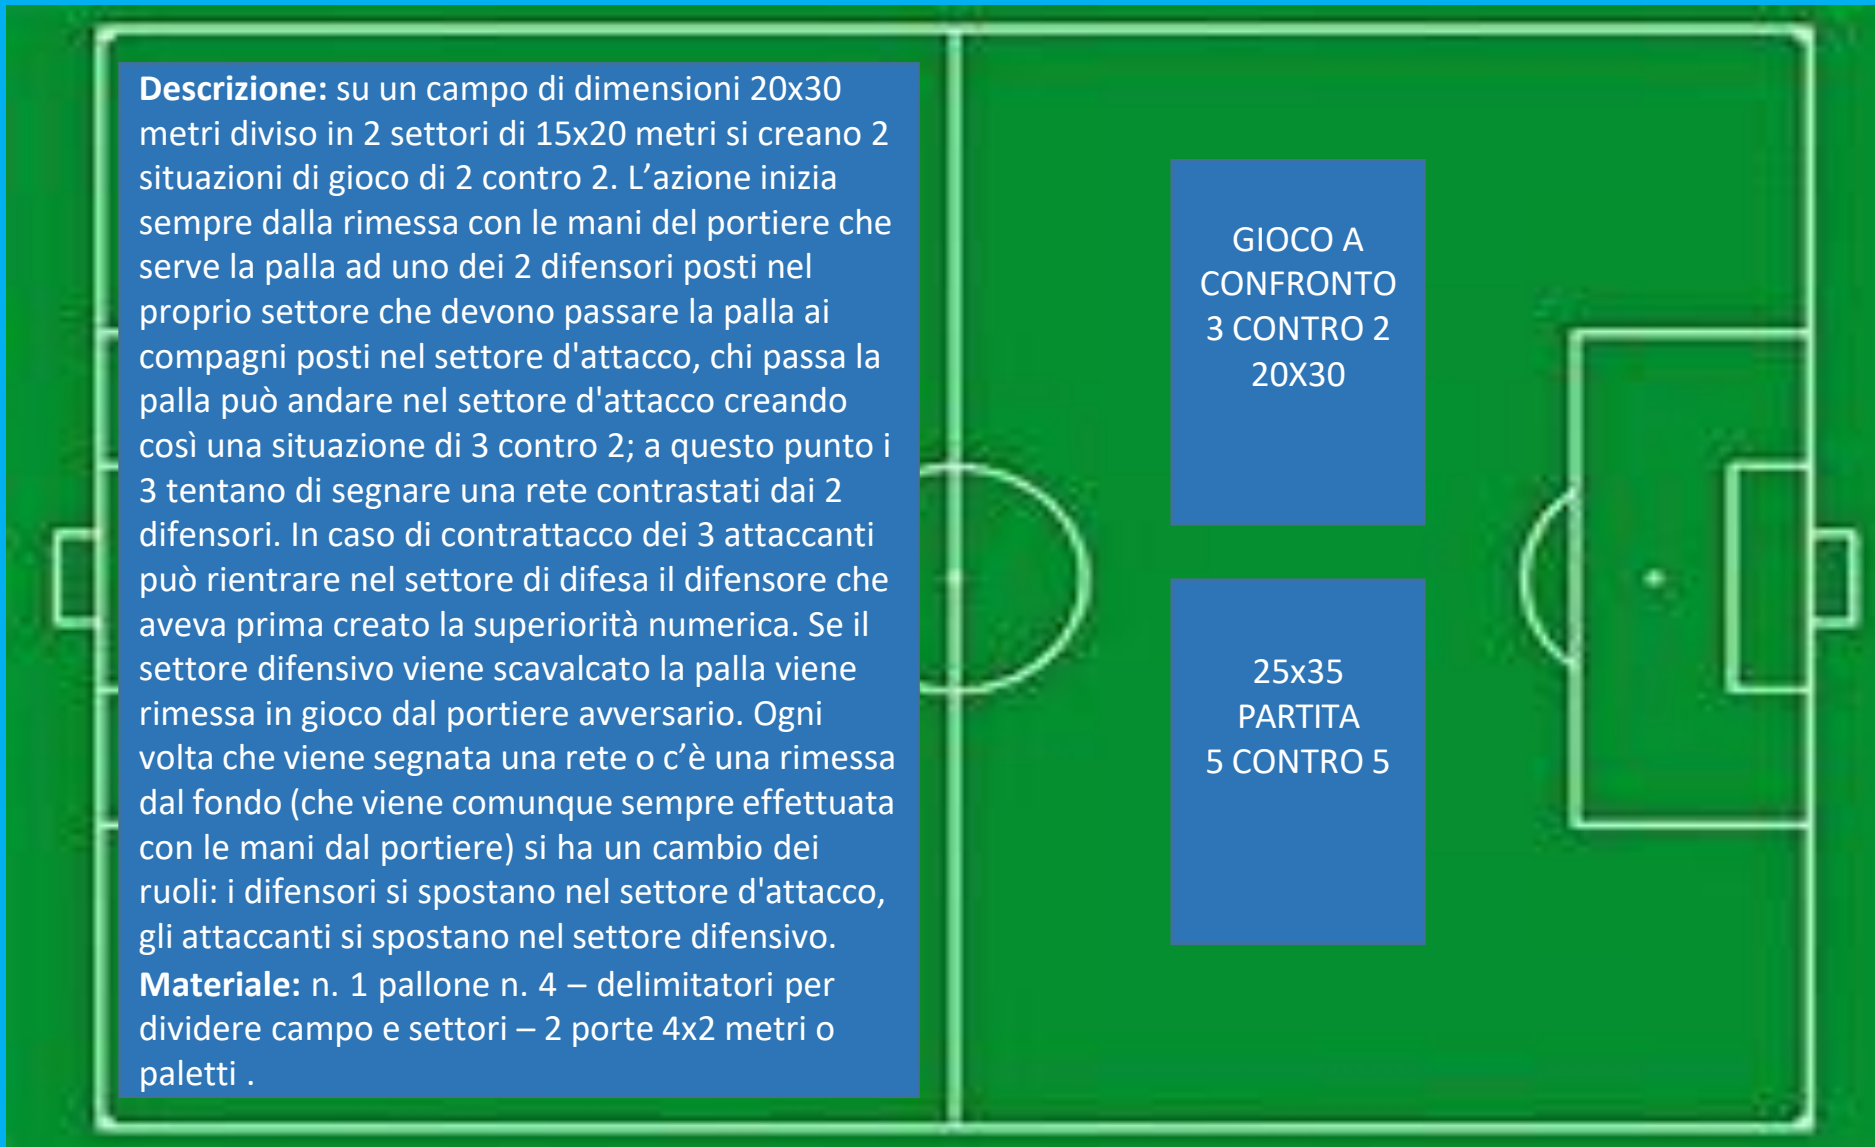 Descrizione: su un campo di dimensioni 20x30
metri diviso in 2 settori di 15x20 metri si creano 2
situazioni di gioco di 2 contro 2. L’azione inizia
sempre dalla rimessa con le mani del portiere che
serve la palla ad uno dei 2 difensori posti nel
proprio settore che devono passare la palla ai
compagni posti nel settore d'attacco, chi passa la
palla può andare nel settore d'attacco creando
così una situazione di 3 contro 2; a questo punto i
3 tentano di segnare una rete contrastati dai 2
difensori. In caso di contrattacco dei 3 attaccanti
può rientrare nel settore di difesa il difensore che
aveva prima creato la superiorità numerica. Se il
settore difensivo viene scavalcato la palla viene
rimessa in gioco dal portiere avversario. Ogni
volta che viene segnata una rete o c’è una rimessa
dal fondo (che viene comunque sempre effettuata
con le mani dal portiere) si ha un cambio dei
ruoli: i difensori si spostano nel settore d'attacco,
gli attaccanti si spostano nel settore difensivo.
Materiale: n. 1 pallone n. 4 – delimitatori per
dividere campo e settori – 2 porte 4x2 metri o
paletti .
GIOCO A
CONFRONTO
3 CONTRO 2
20X30
25x35
PARTITA
5 CONTRO 5